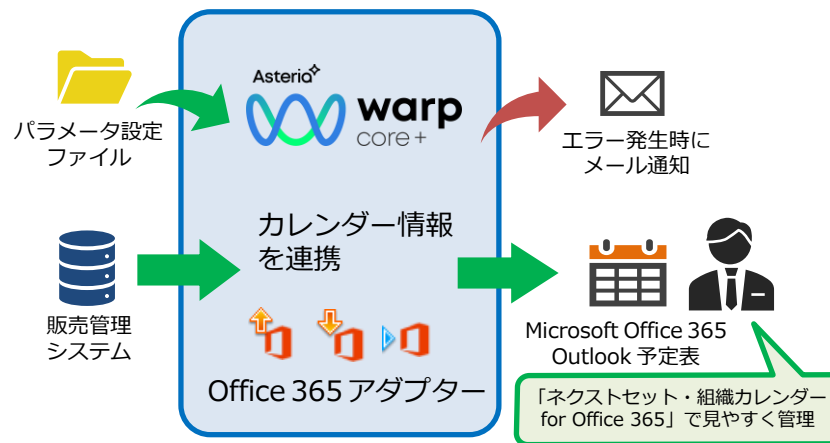 Asteria
warp
core+
パラメータ設定
ファイル
エラー発生時に
メール通知
カレンダー情報
を連携
販売管理
システム
Office 365 アダプター
Microsoft Office 365
Outlook 予定表
「ネクストセット・組織カレンダー
for Office 365」で見やすく管理